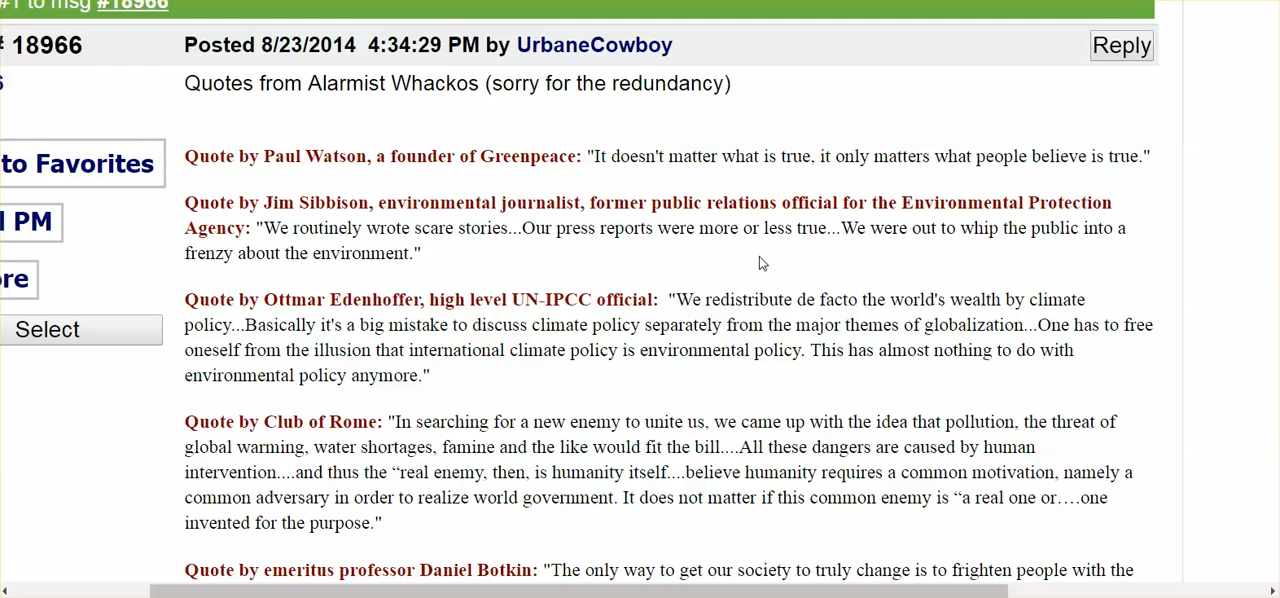 #1 to msg #18966
# 18966 Posted 8/23/2014 4:34:29 PM by UrbaneCowboy Reply
Quotes from Alarmist Whackos (sorry for the redundancy)
to Favorites
Quote by Paul Watson, a founder of Greenpeace: "It doesn't matter what is true, it only matters what people believe is true."
PM
Quote by Jim Sibbison, environmental journalist, former public relations official for the Environmental Protection
Agency: "We routinely wrote scare stories...Our press reports were more or less true...We were out to whip the public into a
frenzy about the environment."
ore
Select
Quote by Ottmar Edenhoffer, high level UN-IPCC official: "We redistribute de facto the world's wealth by climate
policy...Basically it's a big mistake to discuss climate policy separately from the major themes of globalization...One has to free
oneself from the illusion that international climate policy is environmental policy. This has almost nothing to do with
environmental policy anymore."
Quote by Club of Rome: "In searching for a new enemy to unite us, we came up with the idea that pollution, the threat of
global warming, water shortages, famine and the like would fit the bill....All these dangers are caused by human
intervention....and thus the “real enemy, then, is humanity itself....believe humanity requires a common motivation, namely a
common adversary in order to realize world government. It does not matter if this common enemy is “a real one or….one
invented for the purpose."
Quote by emeritus professor Daniel Botkin: "The only way to get our society to truly change is to frighten people with the